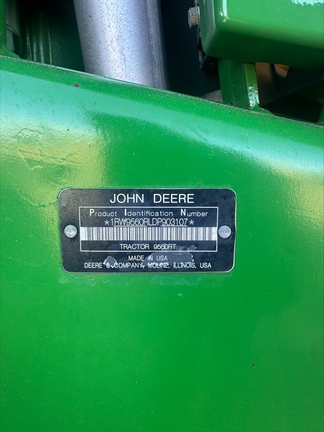 JOHN DEERE
Product Identification Number
*1RW9560RLDP903107*
TRACTOR 9560RT
MADE IN USA
DEERE & COMPANY, MOLINE, ILLINOIS, USA